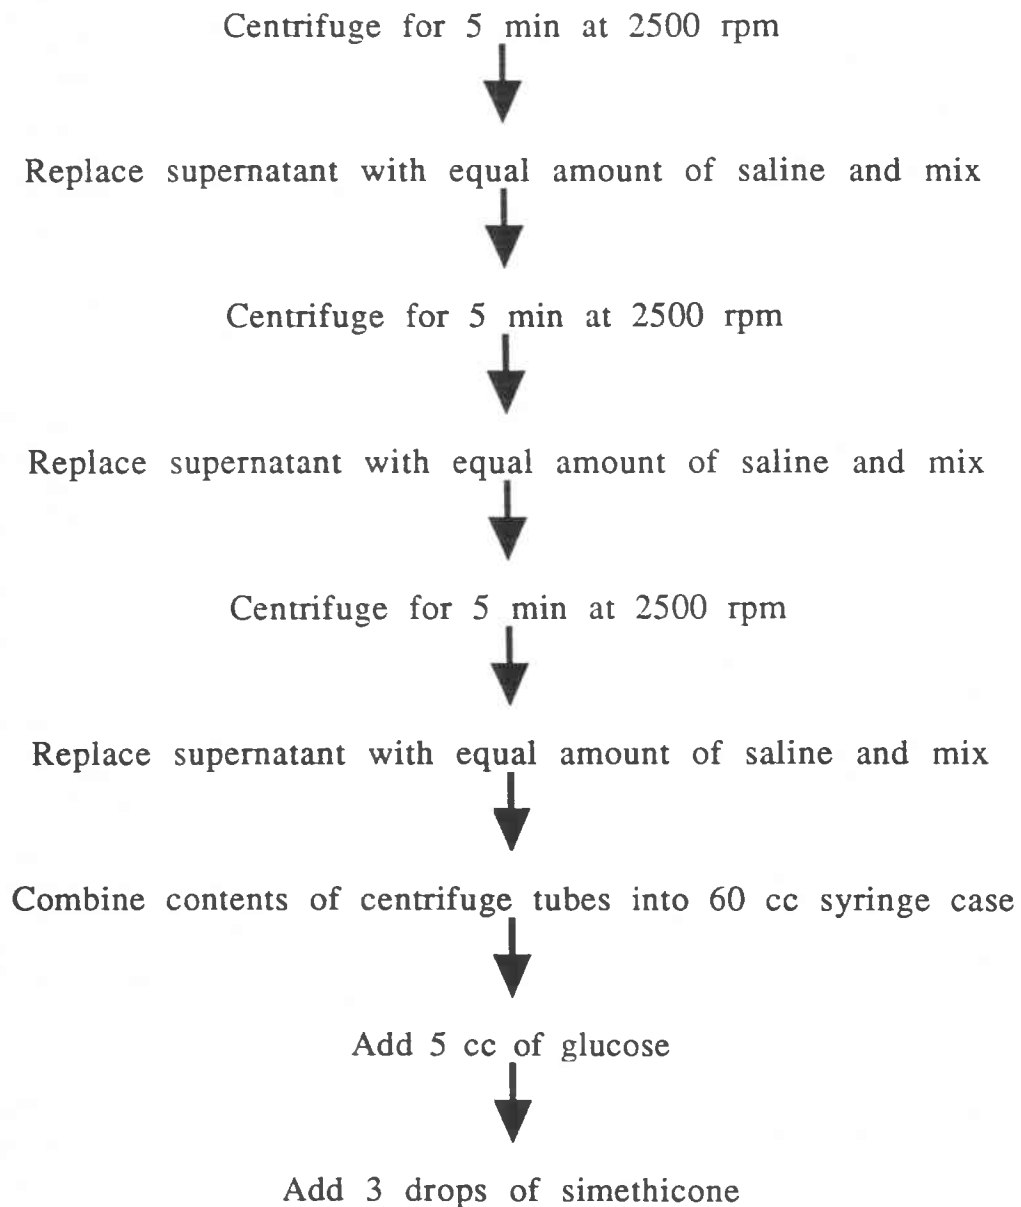 Centrifuge for 5 min at 2500 rpm
Replace supernatant with equal amount of saline and mix
Centrifuge for 5 min at 2500 rpm
Replace supernatant with equal amount of saline and mix
Centrifuge for 5 min at 2500 rpm
Replace supernatant with equal amount of saline and mix
Combine contents of centrifuge tubes into 60 cc syringe case
Add 5 cc of glucose
Add 3 drops of simethicone